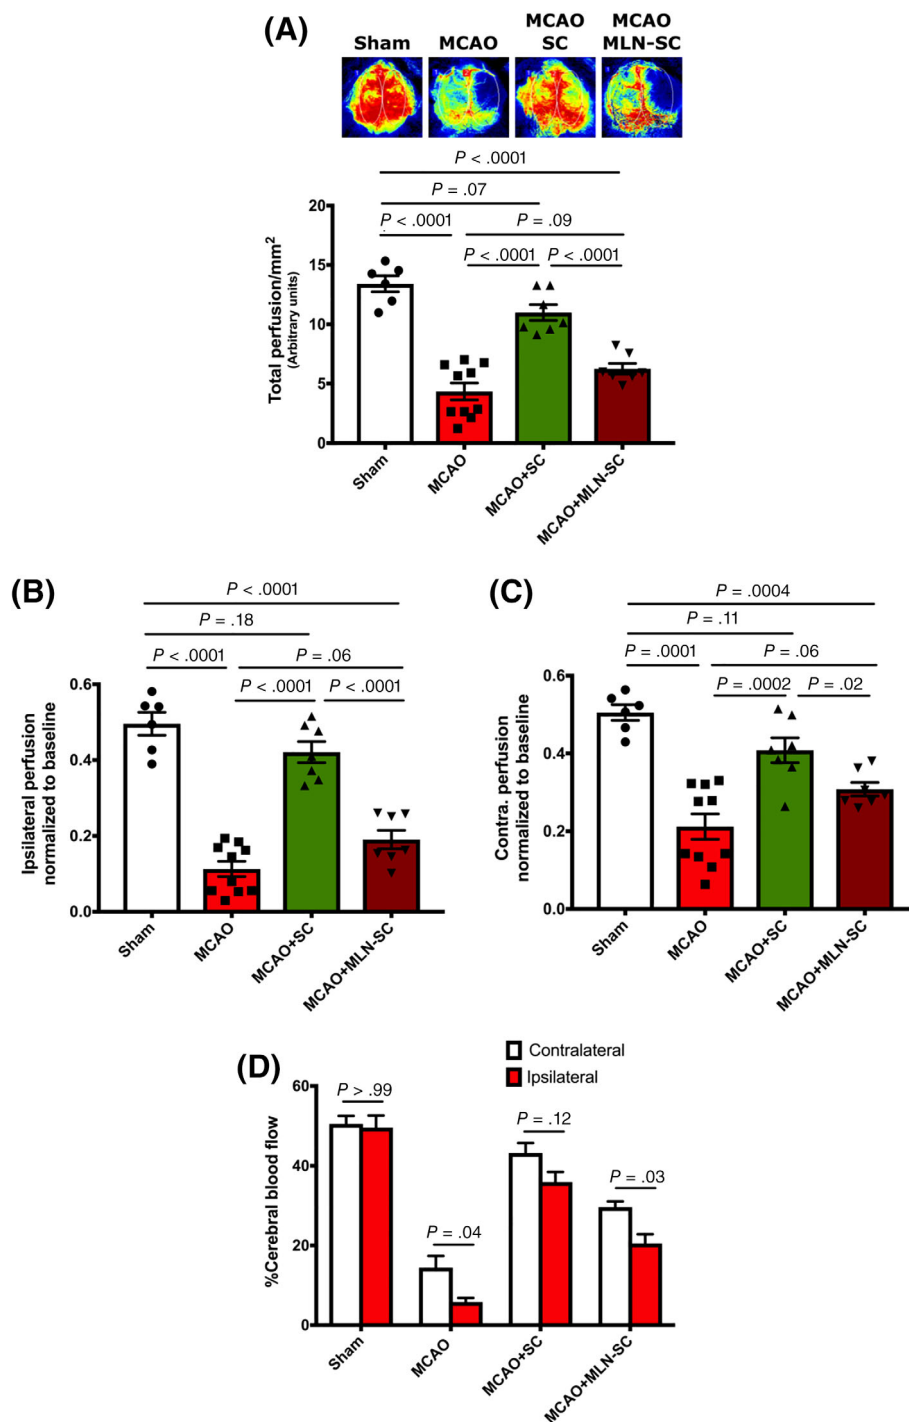 (A)
Sham
MCAO
MCAO
SC
MCAO
MLN-SC
P < .0001
P = .07
P < .0001
P = .09
P < .0001
P < .0001
Total perfusion/mm²
(Arbitrary units)
20
15
10
5
0
Sham
MCAO
MCAO+SC
MCAO+MLN-SC
(B)
P < .0001
P = .18
P < .0001
P = .06
P < .0001
P < .0001
Ipsilateral perfusion
normalized to baseline
0.6
0.4
0.2
0.0
Sham
MCAO
MCAO+SC
MCAO+MLN-SC
(C)
P = .0004
P = .11
P = .0001
P = .06
P = .0002
P = .02
Contra. perfusion
normalized to baseline
0.6
0.4
0.2
0.0
Sham
MCAO
MCAO+SC
MCAO+MLN-SC
(D)
Contralateral
Ipsilateral
P > .99
P = .04
P = .12
P = .03
%Cerebral blood flow
60
40
20
0
Sham
MCAO
MCAO+SC
MCAO+MLN-SC